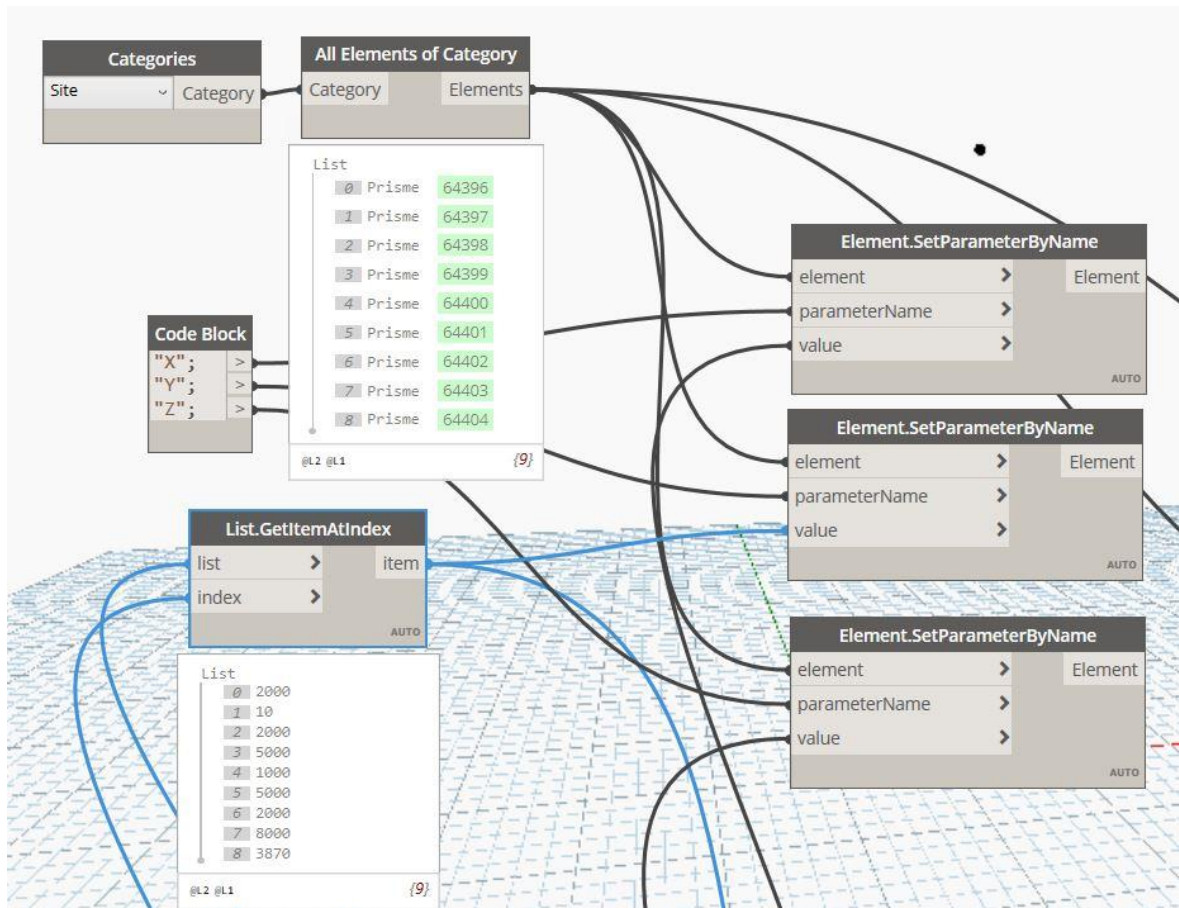 Categories
Site
Category
All Elements of Category
Category Elements
List
0 Prisme 64396
1 Prisme 64397
2 Prisme 64398
3 Prisme 64399
4 Prisme 64400
5 Prisme 64401
6 Prisme 64402
7 Prisme 64403
8 Prisme 64404
@L2 @L1 {9}
Code Block
"X"; >
"Y"; >
"Z"; >
List.GetItemAtIndex
list > item
index >
AUTO
List
0 2000
1 10
2 2000
3 5000
4 1000
5 5000
6 2000
7 8000
8 3870
@L2 @L1 {9}
Element.SetParameterByName
element > Element
parameterName >
value >
AUTO
Element.SetParameterByName
element > Element
parameterName >
value >
AUTO
Element.SetParameterByName
element > Element
parameterName >
value >
AUTO